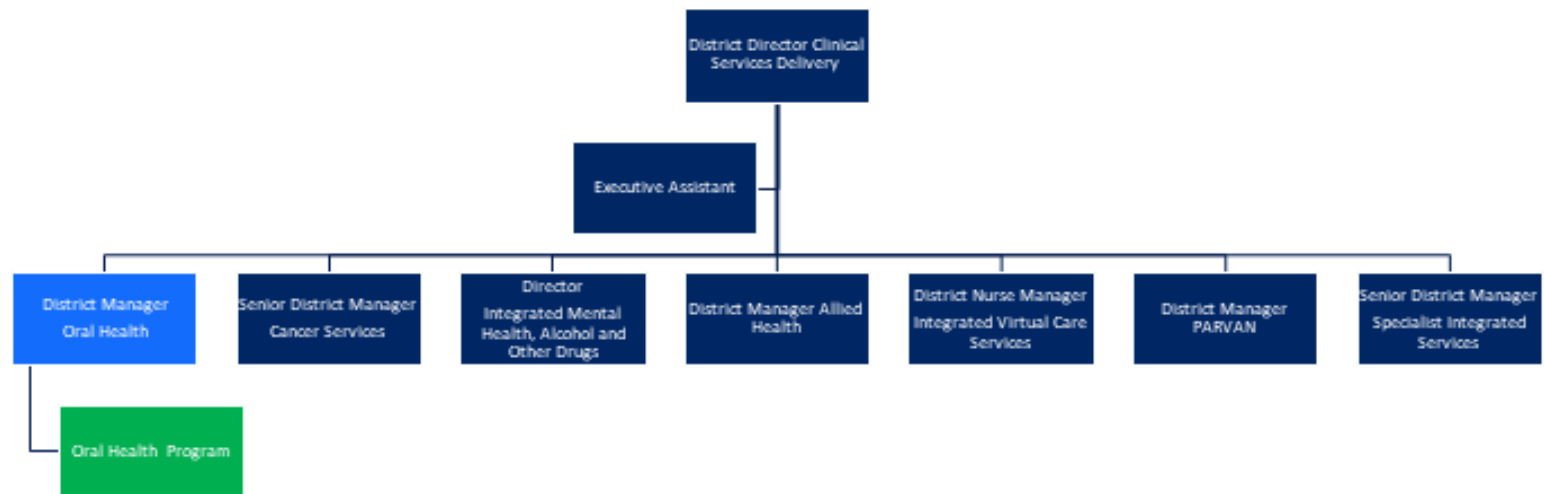 District Director Clinical
Services Delivery
Executive Assistant
District Manager
Oral Health
Senior District Manager
Cancer Services
Director
Integrated Mental
Health, Alcohol and
Other Drugs
District Manager Allied
Health
District Nurse Manager
Integrated Virtual Care
Services
District Manager
PARVAN
Senior District Manager
Specialist Integrated
Services
Oral Health Program